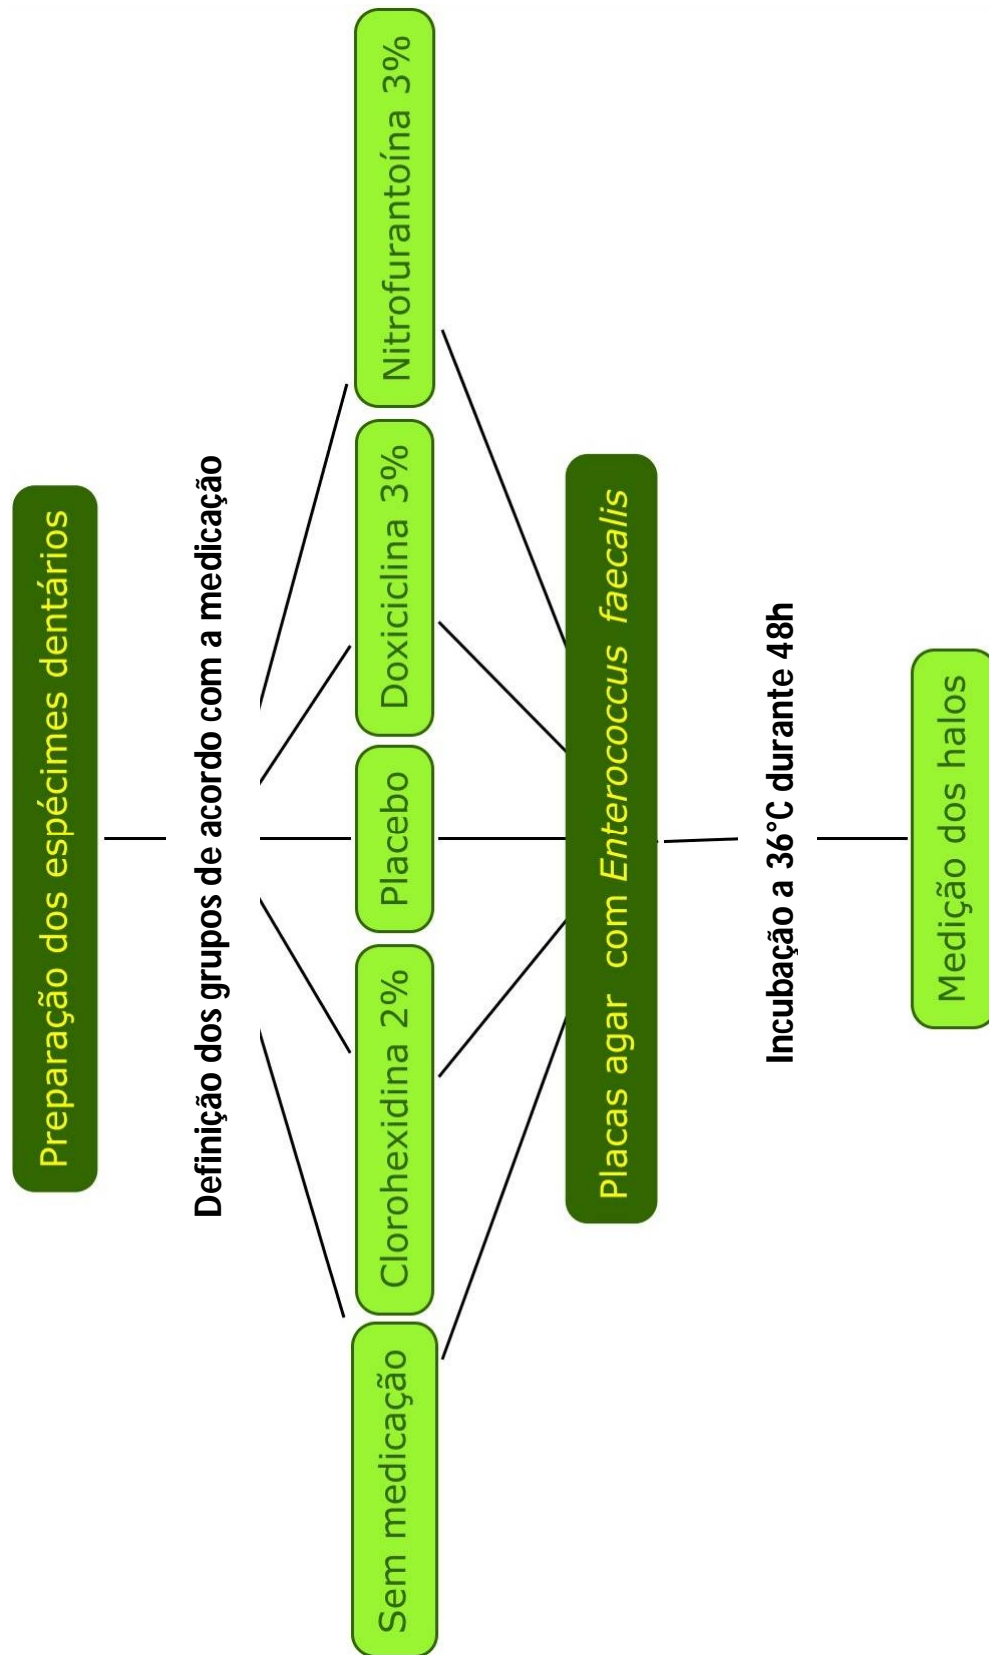 Preparação dos espécimes dentários
Definição dos grupos de acordo com a medicação
Sem medicação
Clorohexidina 2%
Placebo
Doxiciclina 3%
Nitrofurantoína 3%
Placas agar com Enterococcus faecalis
Incubação a 36°C durante 48h
Medição dos halos